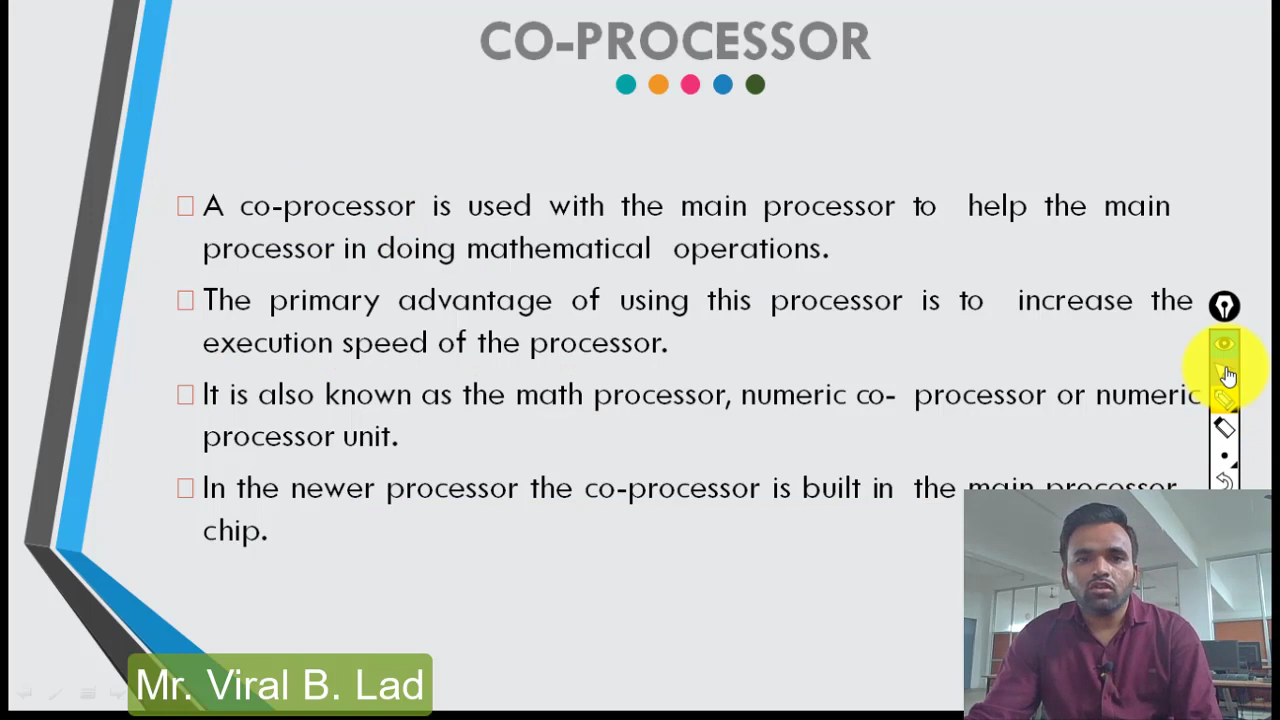 CO-PROCESSOR
A co-processor is used with the main processor to help the main
processor in doing mathematical operations.
The primary advantage of using this processor is to increase the
execution speed of the processor.
It is also known as the math processor, numeric co- processor or numeric
processor unit.
In the newer processor the co-processor is built in the main processor
chip.
Mr. Viral B. Lad